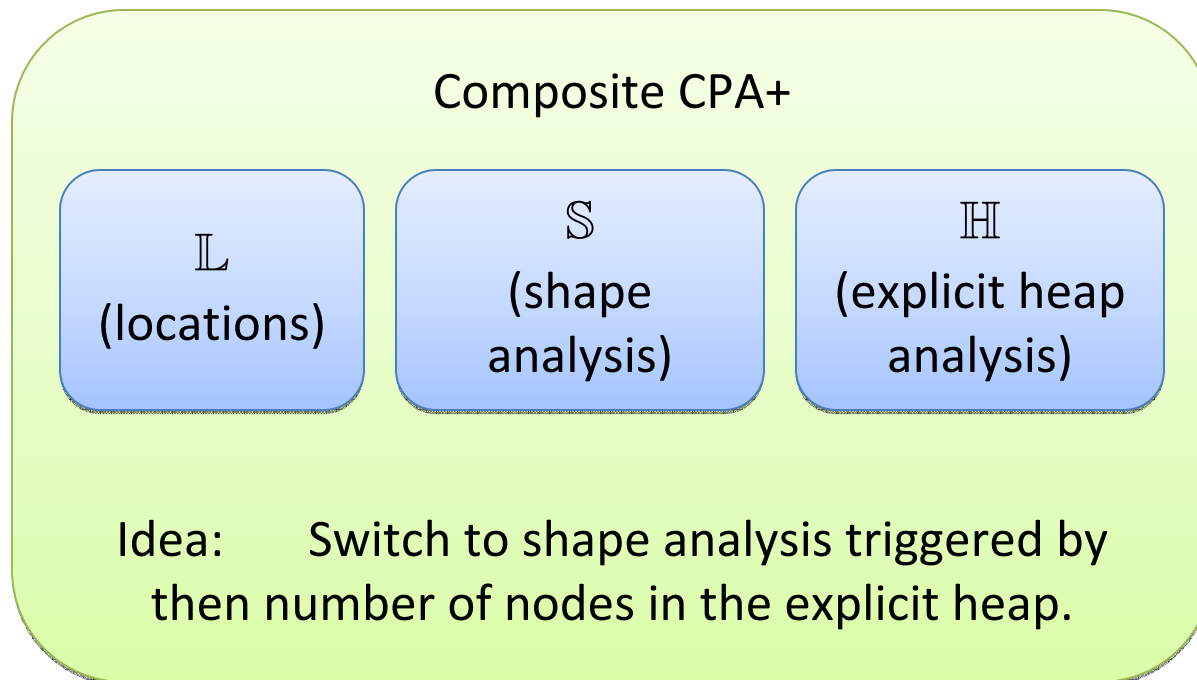 Composite CPA+
𝕃
(locations)
𝕊
(shape
analysis)
ℍ
(explicit heap
analysis)
Idea: Switch to shape analysis triggered by
then number of nodes in the explicit heap.